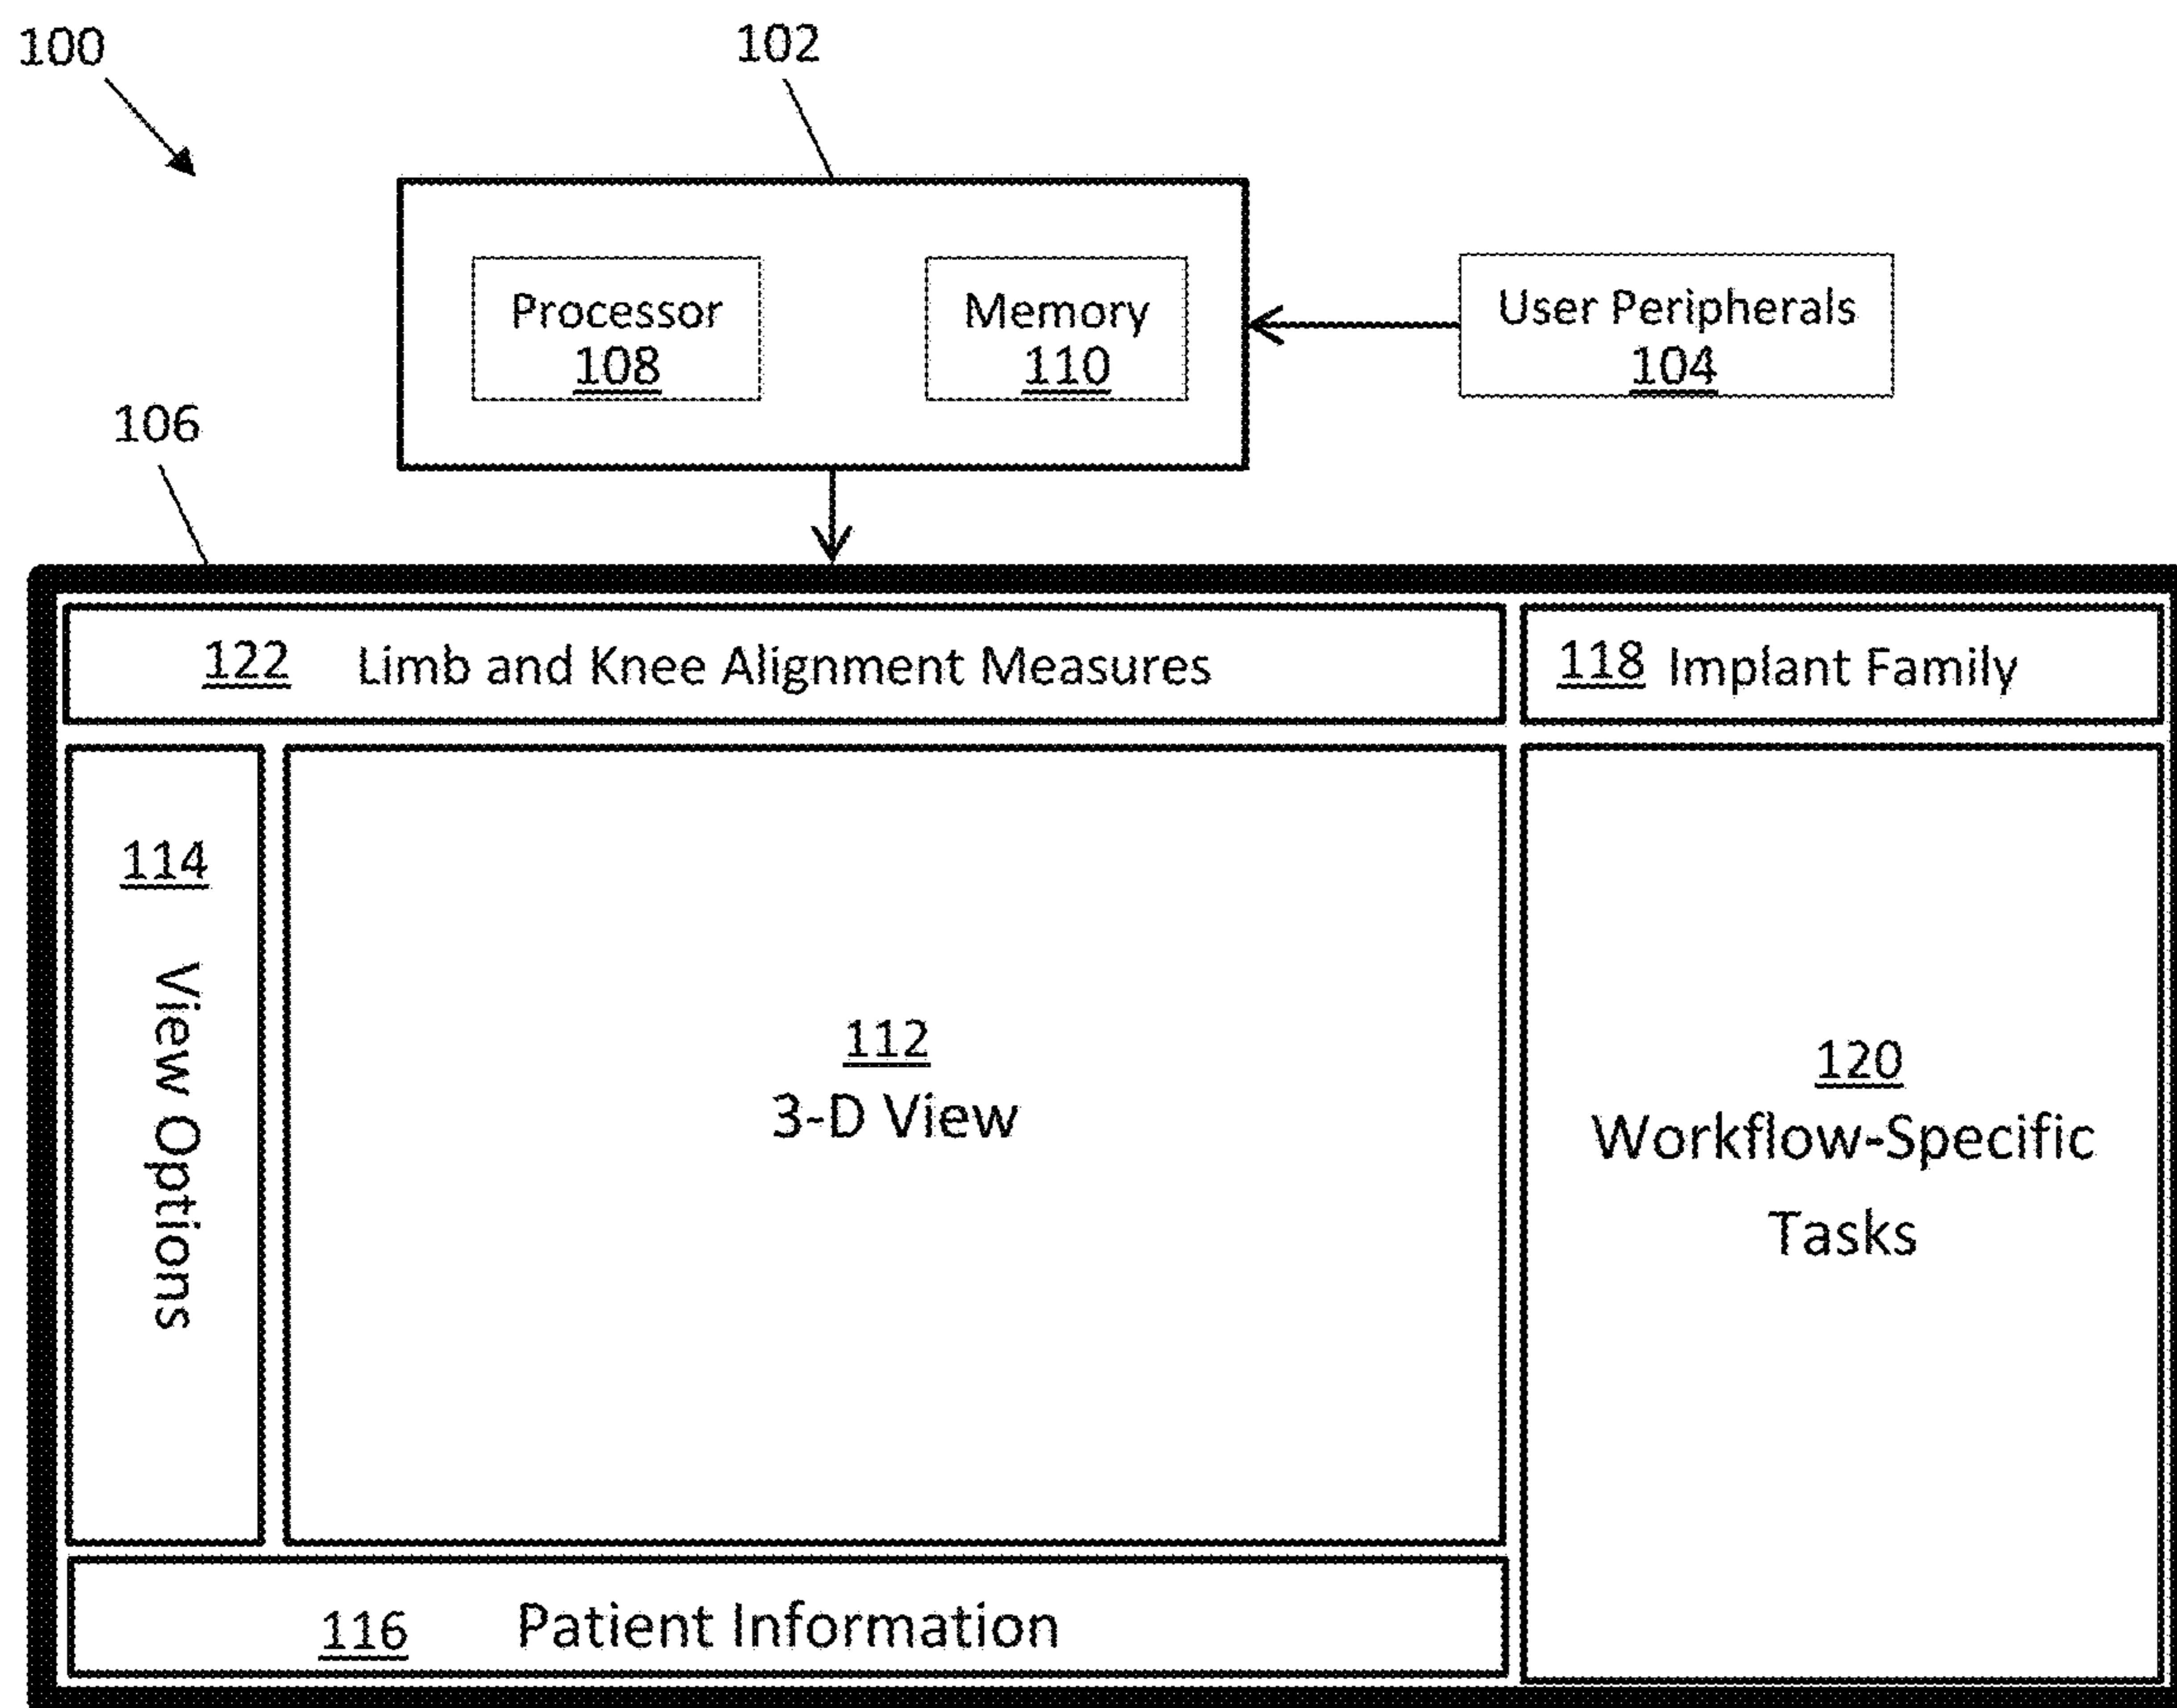 100
102
Processor
108
Memory
110
User Peripherals
104
106
122 Limb and Knee Alignment Measures
118 Implant Family
114 View Options
112
3-D View
120
Workflow-Specific
Tasks
116 Patient Information